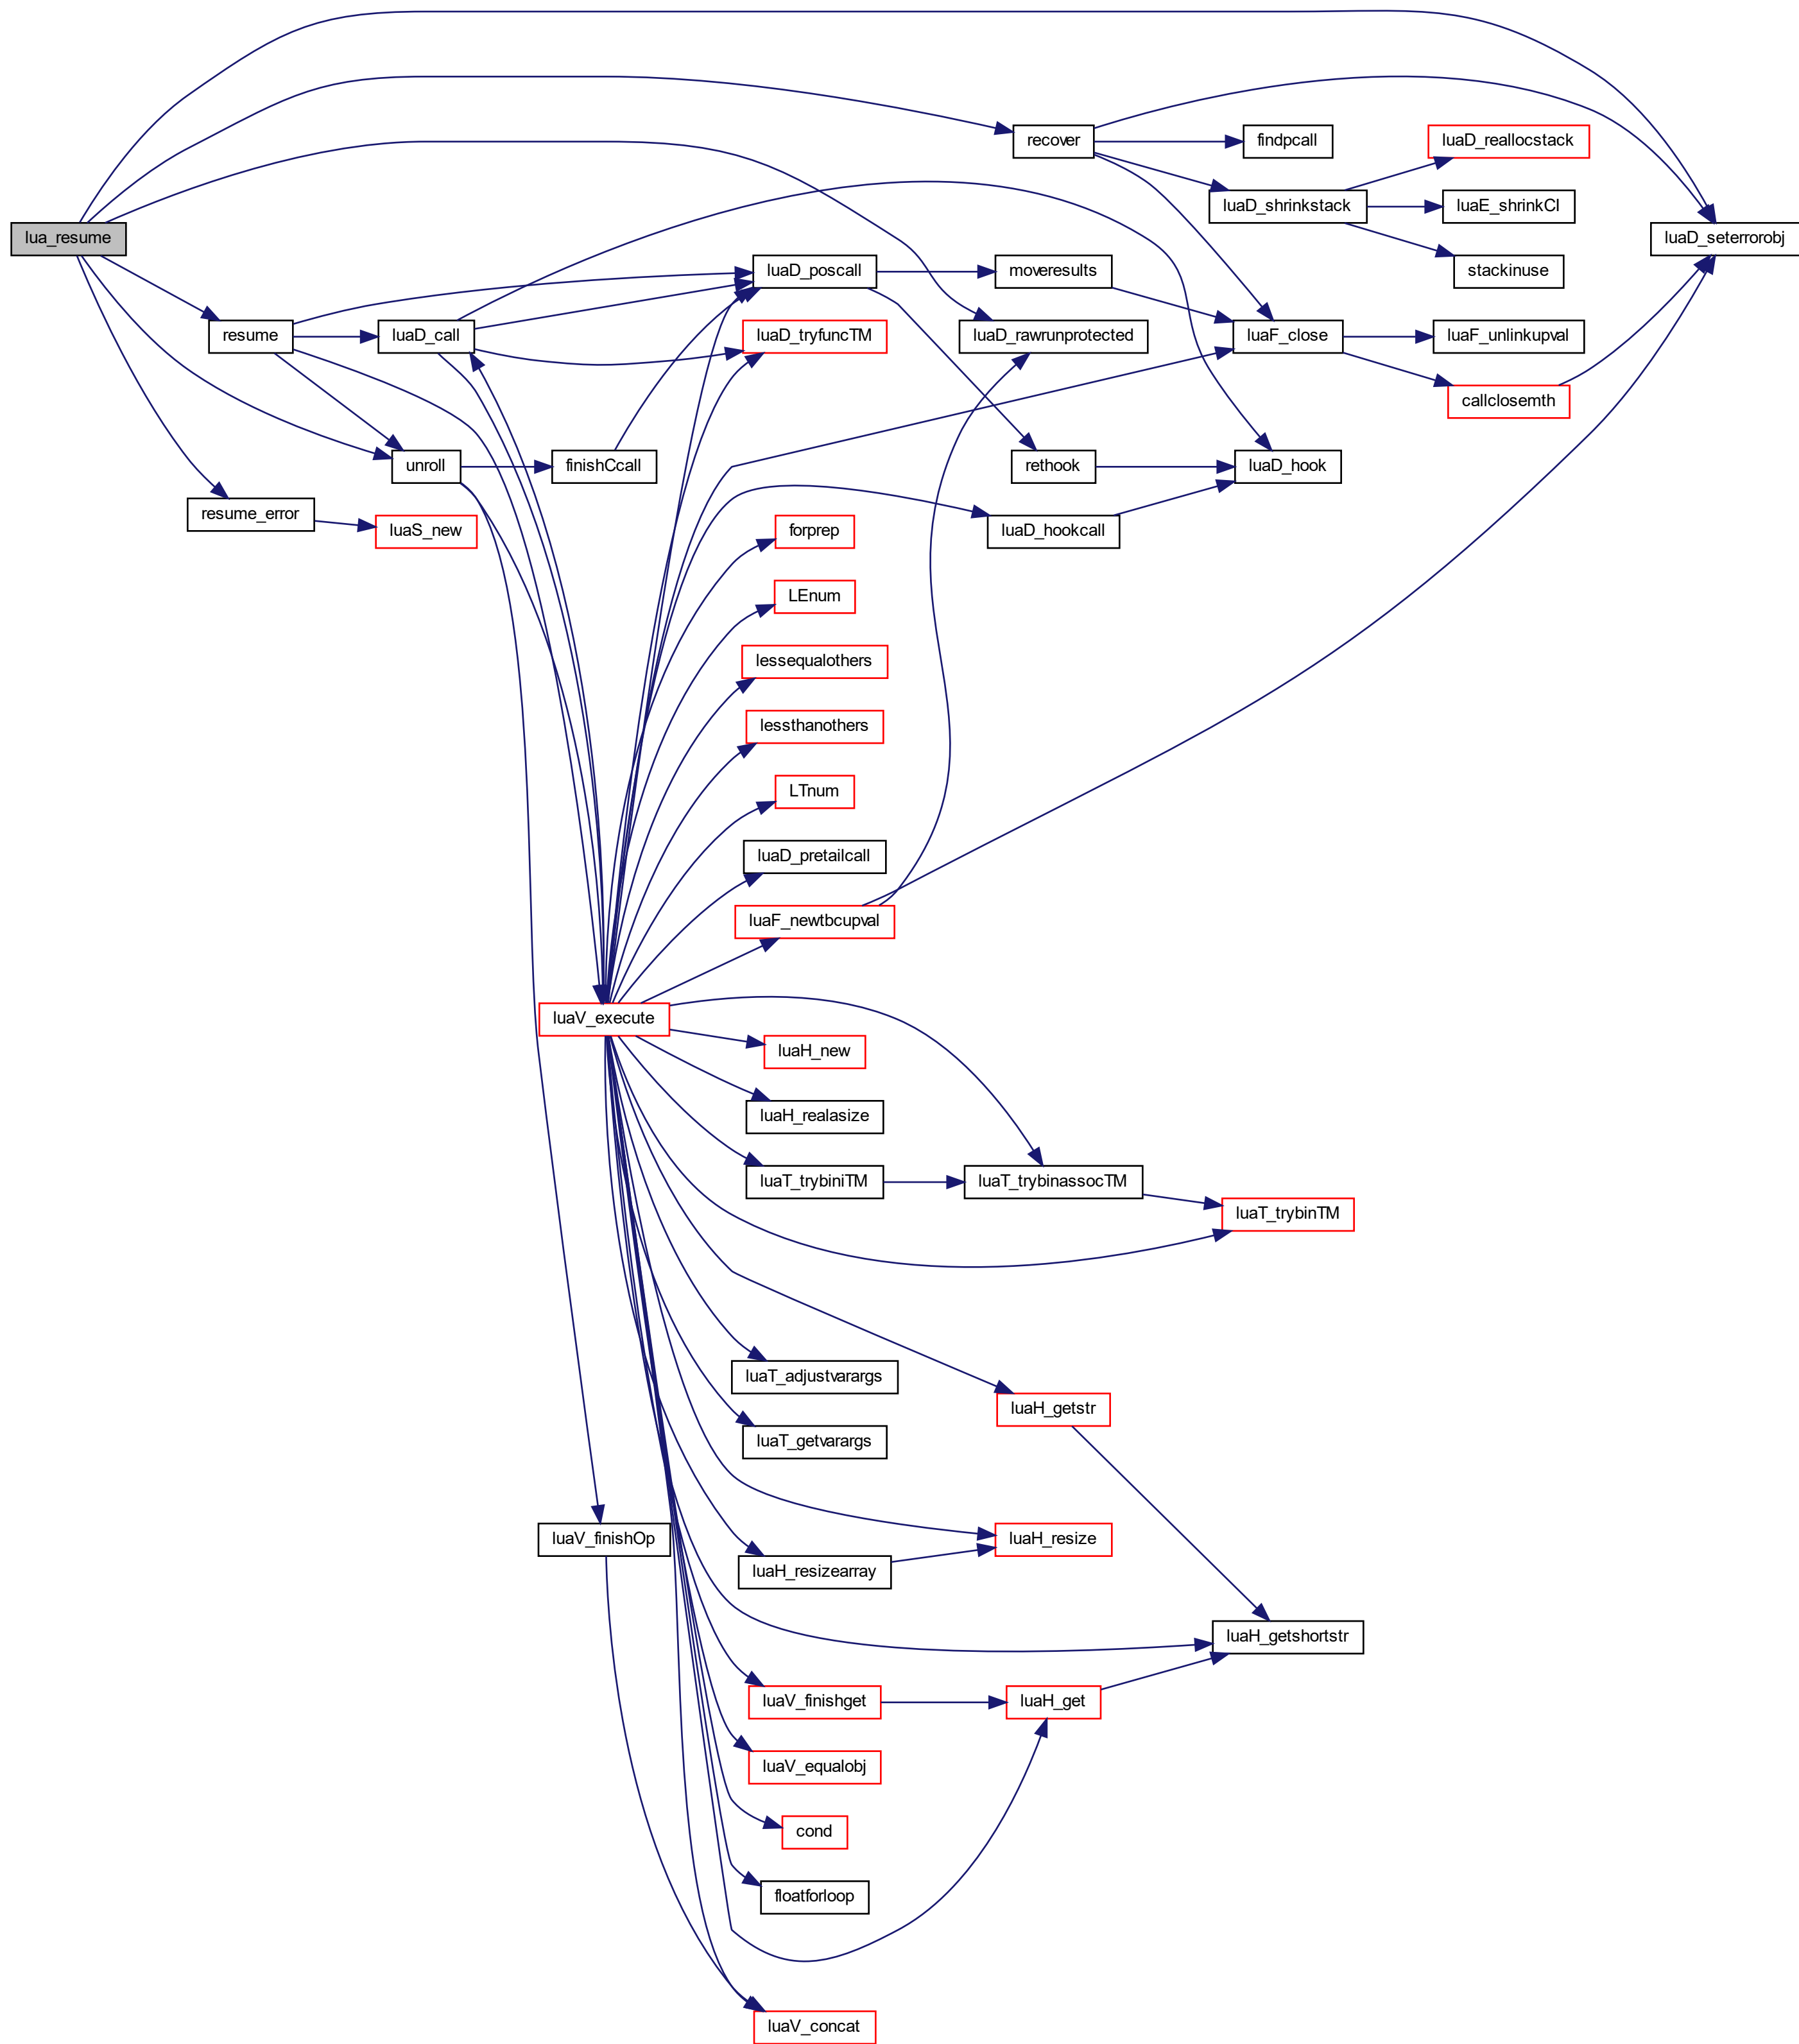 recover
findpcall
luaD_reallocstack
luaD_shrinkstack
luaE_shrinkCI
lua_resume
luaD_seterrorobj
luaD_poscall
moveresults
stackinuse
resume
luaD_call
luaD_tryfuncTM
luaD_rawrunprotected
luaF_close
luaF_unlinkupval
callclosemth
unroll
finishCcall
rethook
luaD_hook
resume_error
luaS_new
forprep
luaD_hookcall
LEnum
lessequalothers
lessthanothers
LTnum
luaD_pretailcall
luaF_newtbcupval
luaV_execute
luaH_new
luaH_realasize
luaT_trybiniTM
luaT_trybinassocTM
luaT_trybinTM
luaT_adjustvarargs
luaH_getstr
luaT_getvarargs
luaV_finishOp
luaH_resizearray
luaH_resize
luaH_getshortstr
luaV_finishget
luaH_get
luaV_equalobj
cond
floatforloop
luaV_concat